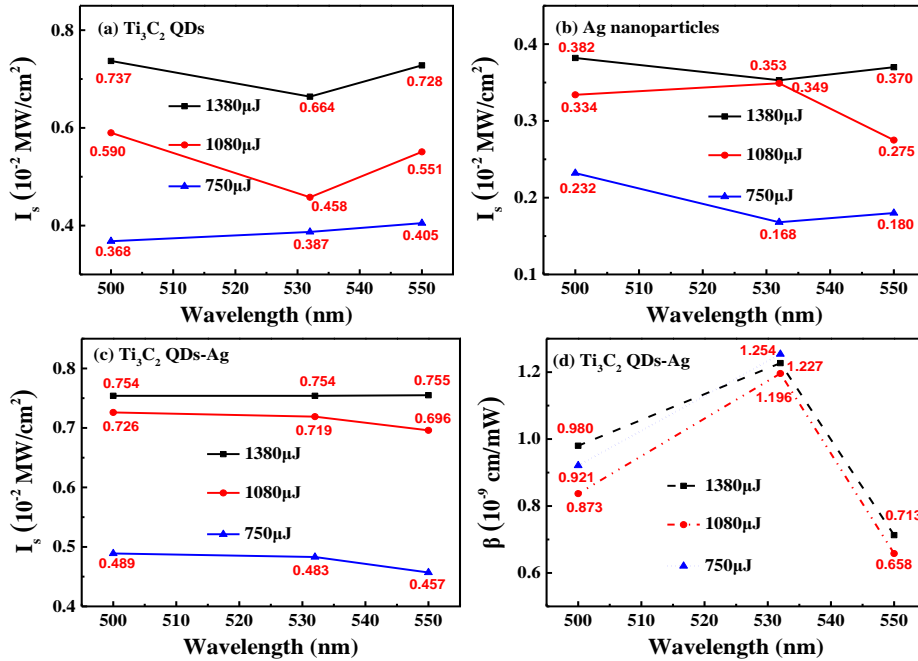 (a) Ti₃C₂ QDs
0.8
0.6
0.4
Iₛ (10⁻² MW/cm²)
0.737
0.664
0.728
1380μJ
0.590
1080μJ
0.551
0.458
750μJ
0.368
0.387
0.405
500 510 520 530 540 550
Wavelength (nm)
(b) Ag nanoparticles
0.4
0.3
0.2
0.1
Iₛ (10⁻² MW/cm²)
0.382
0.353
0.349
0.370
0.334
1380μJ
1080μJ
0.275
0.232
750μJ
0.168
0.180
500 510 520 530 540 550
Wavelength (nm)
(c) Ti₃C₂ QDs-Ag
0.8
0.7
0.6
0.5
0.4
Iₛ (10⁻² MW/cm²)
0.754
0.754
0.755
0.726
0.719
0.696
1380μJ
1080μJ
750μJ
0.489
0.483
0.457
500 510 520 530 540 550
Wavelength (nm)
(d) Ti₃C₂ QDs-Ag
1.2
1.0
0.8
0.6
β (10⁻⁹ cm/mW)
1.254
1.227
1.196
0.980
0.921
0.873
1380μJ
1080μJ
750μJ
0.713
0.658
500 510 520 530 540 550
Wavelength (nm)